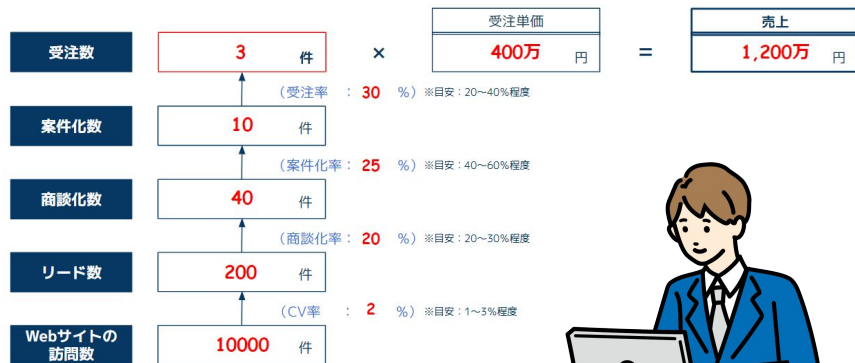 受注単価
売上
受注数 3 件 × 400万 円 = 1,200万 円
(受注率 : 30 %) ※目安:20~40%程度
案件化数 10 件
(案件化率: 25 %) ※目安:40~60%程度
商談化数 40 件
(商談化率: 20 %) ※目安:20~30%程度
リード数 200 件
(CV率 : 2 %) ※目安:1~3%程度
Webサイトの
訪問数 10000 件